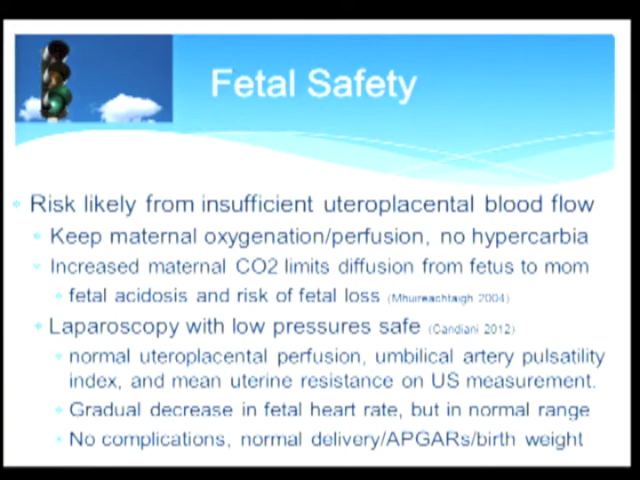 Fetal Safety
Risk likely from insufficient uteroplacental blood flow
Keep maternal oxygenation/perfusion, no hypercarbia
Increased maternal CO2 limits diffusion from fetus to mom
fetal acidosis and risk of fetal loss (Mhuireachtaigh 2004)
Laparoscopy with low pressures safe (Candiani 2012)
normal uteroplacental perfusion, umbilical artery pulsatility
index, and mean uterine resistance on US measurement.
Gradual decrease in fetal heart rate, but in normal range
No complications, normal delivery/APGARs/birth weight